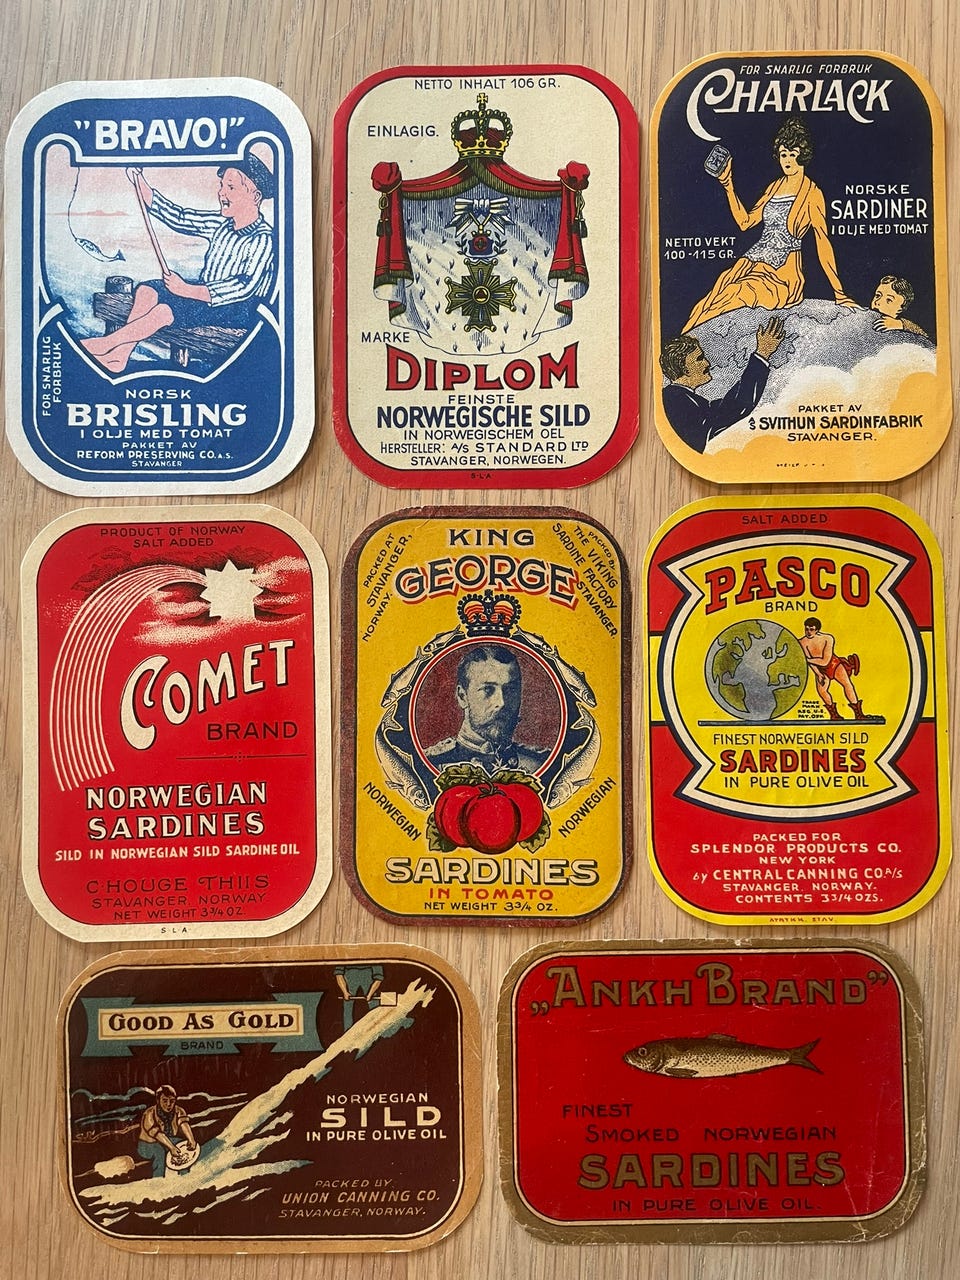 "BRAVO!"
FOR SNARLIG
FORBRUK
NORSK
BRISLING
I OLJE MED TOMAT
PAKKET AV
REFORM PRESERVING CO. A.S.
STAVANGER
NETTO INHALT 106 GR.
EINLAGIG.
MARKE
DIPLOM
FEINSTE
NORWEGISCHE SILD
IN NORWEGISCHEM OEL
HERSTELLER: A/S STANDARD LTD
STAVANGER, NORWEGEN.
S·L·A
FOR SNARLIG FORBRUK
CHARLACK
NORSKE
SARDINER
I OLJE MED TOMAT
NETTO VEKT
100-115 GR.
PAKKET AV
A/S SVITHUN SARDINFABRIK
STAVANGER.
PRODUCT OF NORWAY
SALT ADDED
COMET
BRAND
NORWEGIAN
SARDINES
SILD IN NORWEGIAN SILD SARDINE OIL
C. HOUGE THIIS
STAVANGER. NORWAY
NET WEIGHT 3¾ OZ.
S·L·A
PACKED AT
STAVANGER,
NORWAY.
KING
GEORGE
PACKED BY
THE VIKING
SARDINE FACTORY
STAVANGER
NORWEGIAN
NORWEGIAN
SARDINES
IN TOMATO
NET WEIGHT 3¾ OZ.
SALT ADDED
PASCO
BRAND
TRADE
MARK
REG. U.S.
PAT. OFF.
FINEST NORWEGIAN SILD
SARDINES
IN PURE OLIVE OIL
PACKED FOR
SPLENDOR PRODUCTS CO.
NEW YORK
by CENTRAL CANNING CO. A/S
STAVANGER. NORWAY.
CONTENTS 3 3/4 OZS.
GOOD AS GOLD
BRAND
NORWEGIAN
SILD
IN PURE OLIVE OIL
PACKED BY
UNION CANNING CO.
STAVANGER, NORWAY.
„ANKH BRAND”
FINEST
SMOKED NORWEGIAN
SARDINES
IN PURE OLIVE OIL.